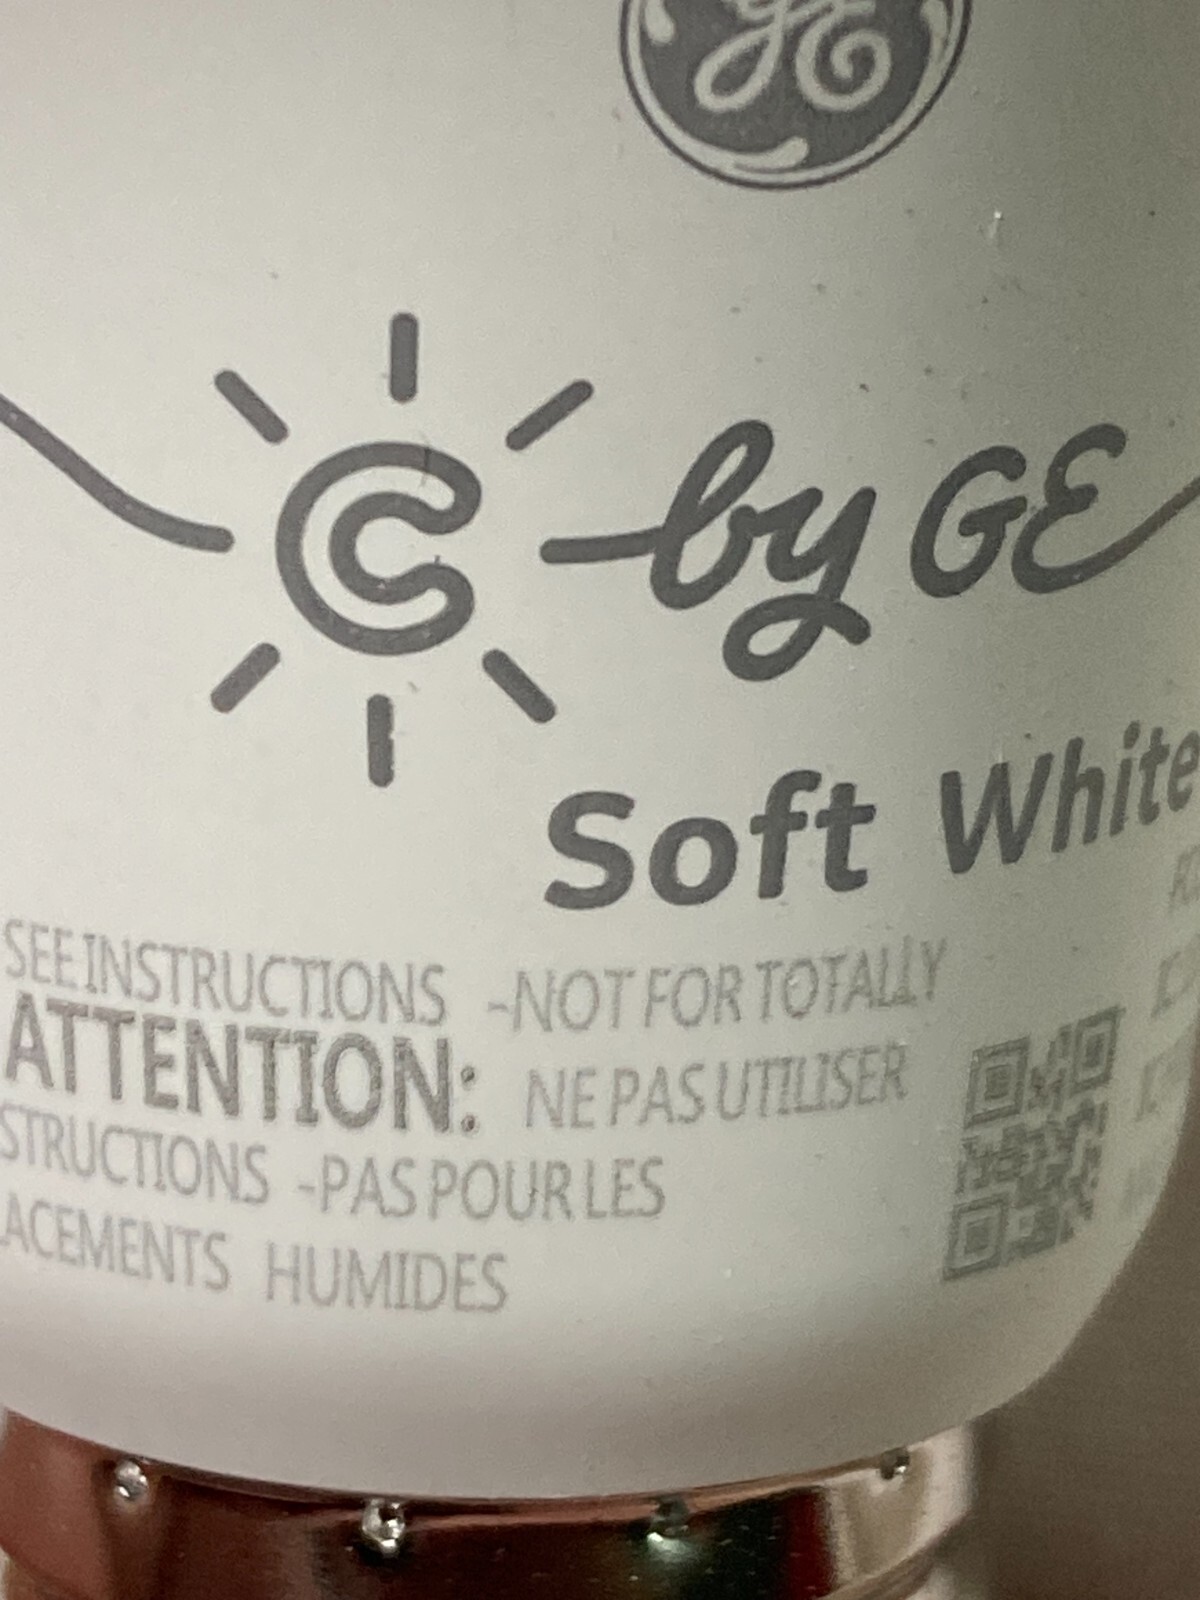 GE
C by GE
Soft White
SEE INSTRUCTIONS -NOT FOR TOTALLY
ATTENTION: NE PAS UTILISER
STRUCTIONS -PAS POUR LES
ACEMENTS HUMIDES